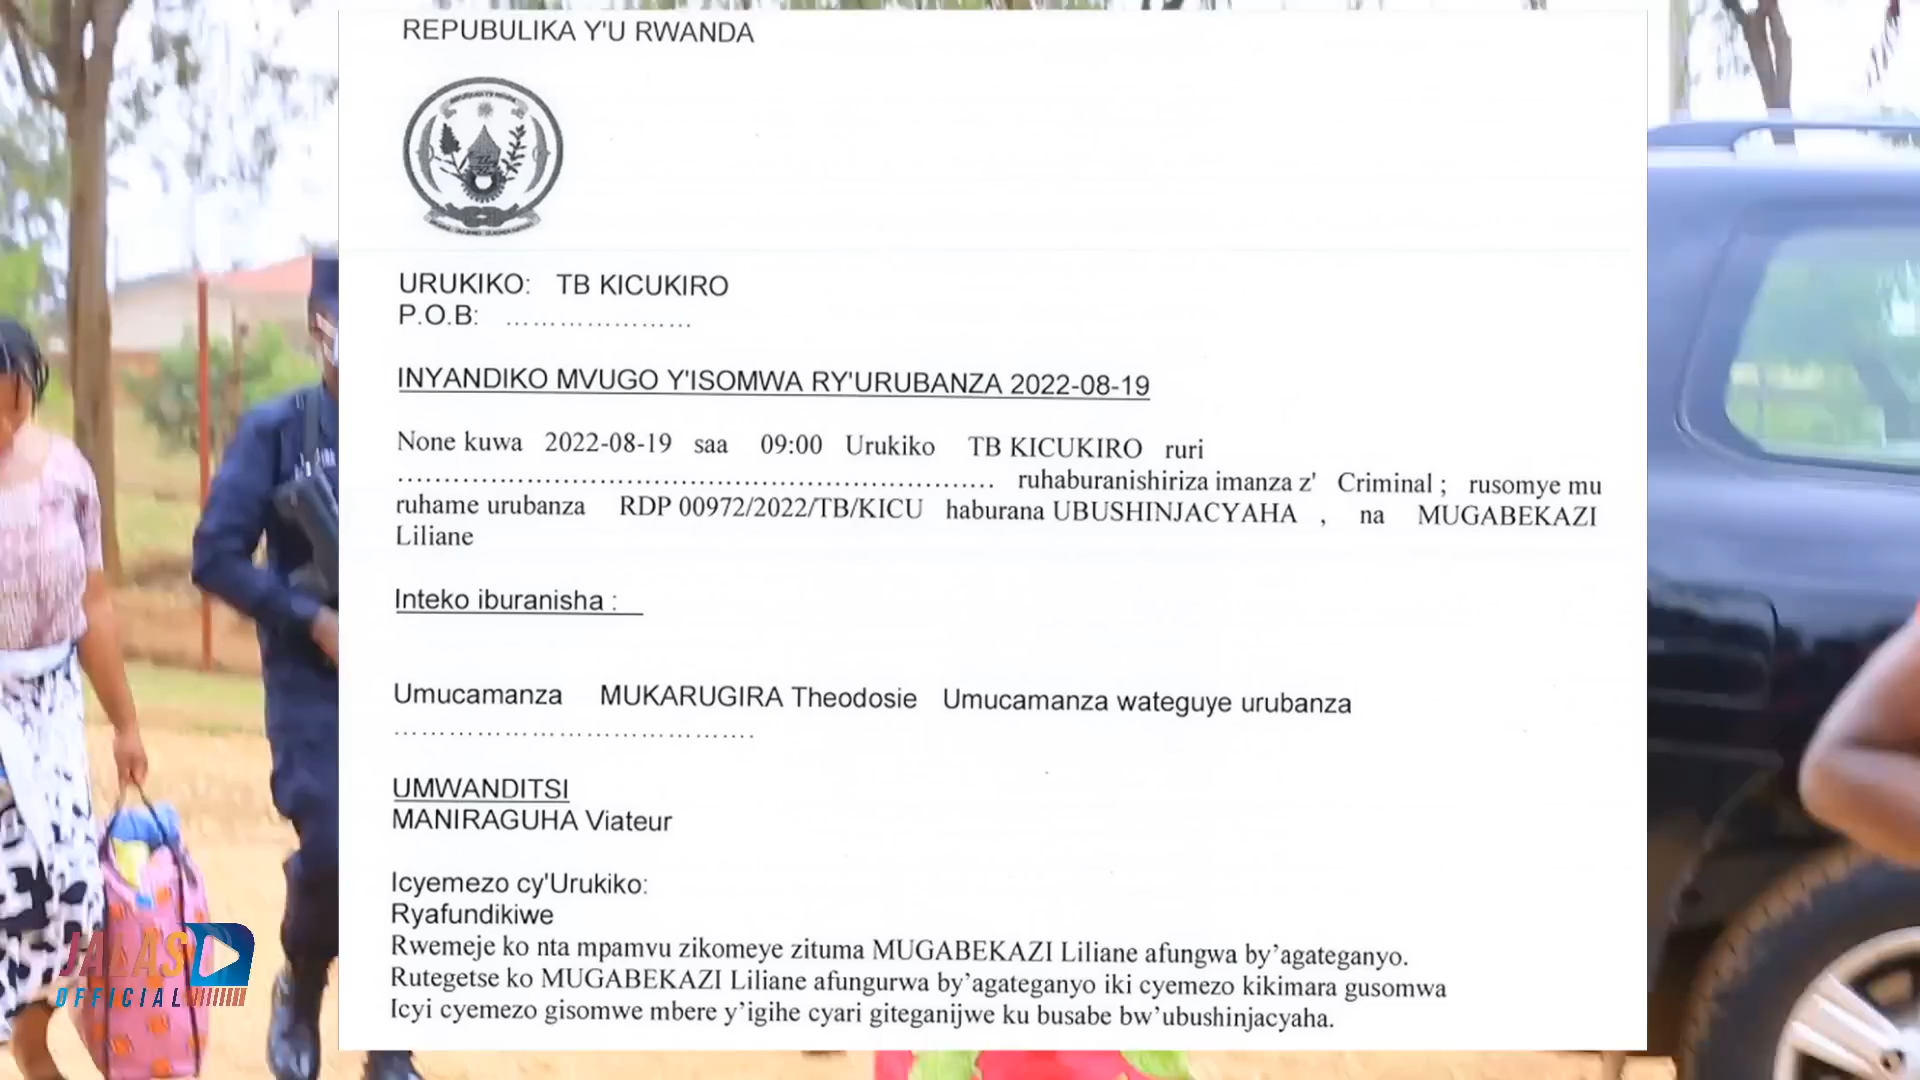 REPUBULIKA Y'U RWANDA
URUKIKO: TB KICUKIRO
P.O.B: .....................
INYANDIKO MVUGO Y'ISOMWA RY'URUBANZA 2022-08-19
None kuwa 2022-08-19 saa 09:00 Urukiko TB KICUKIRO ruri
.................................................................. ruhaburanishiriza imanza z' Criminal ; rusomye mu
ruhame urubanza RDP 00972/2022/TB/KICU haburana UBUSHINJACYAHA , na MUGABEKAZI
Liliane
Inteko iburanisha :
Umucamanza MUKARUGIRA Theodosie Umucamanza wateguye urubanza
.......................................
UMWANDITSI
MANIRAGUHA Viateur
Icyemezo cy'Urukiko:
Ryafundikiwe
Rwemeje ko nta mpamvu zikomeye zituma MUGABEKAZI Liliane afungwa by’agateganyo.
Rutegetse ko MUGABEKAZI Liliane afungurwa by’agateganyo iki cyemezo kikimara gusomwa
Icyi cyemezo gisomwe mbere y’igihe cyari giteganijwe ku busabe bw’ubushinjacyaha.
JALAS
OFFICIAL